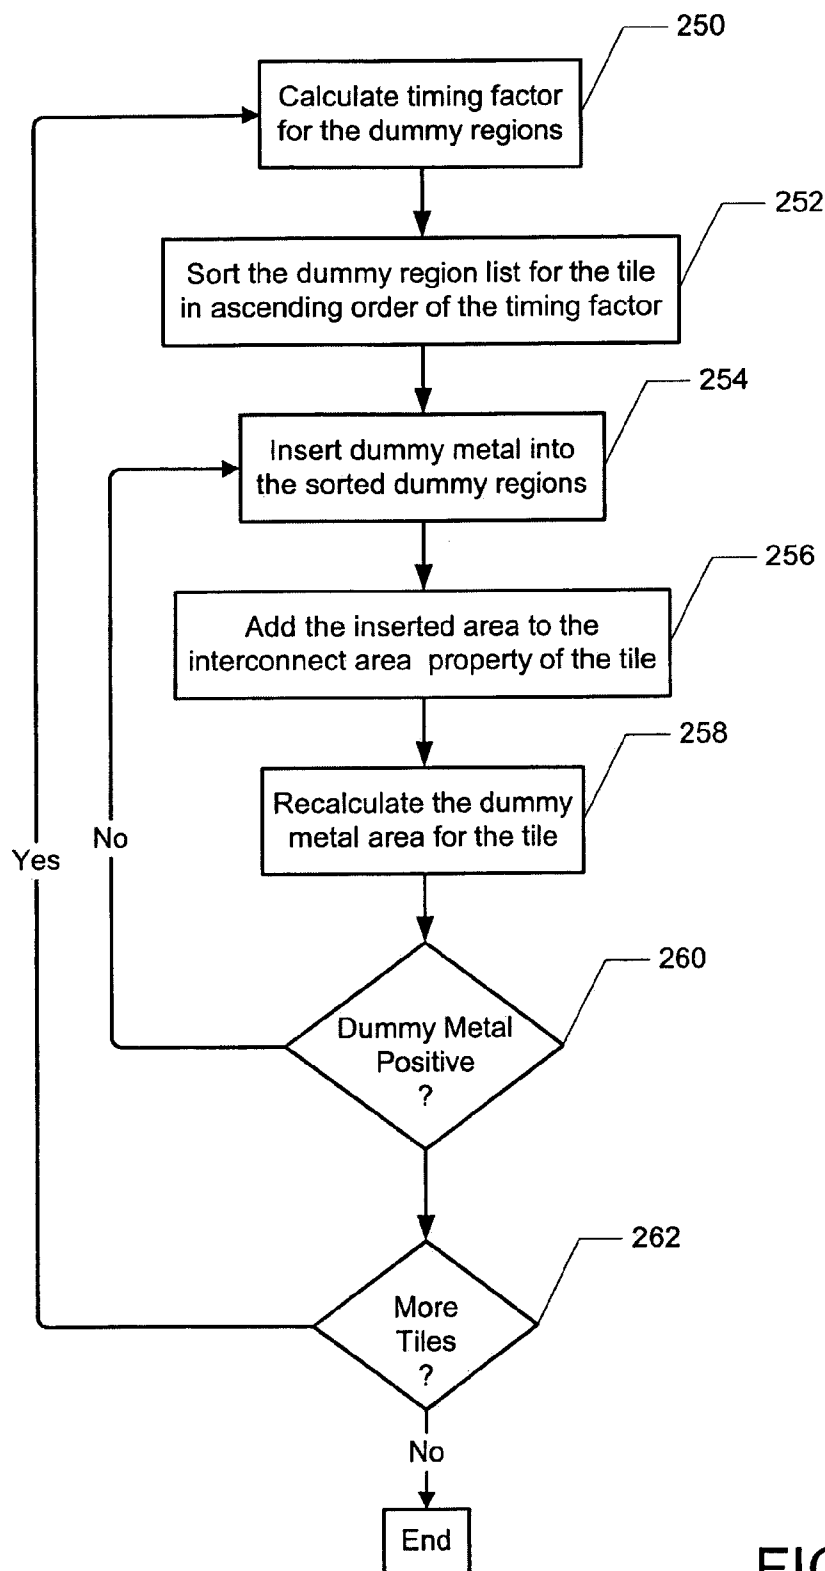 250
Calculate timing factor
for the dummy regions
252
Sort the dummy region list for the tile
in ascending order of the timing factor
254
Insert dummy metal into
the sorted dummy regions
256
Add the inserted area to the
interconnect area property of the tile
258
Recalculate the dummy
metal area for the tile
Yes
No
260
Dummy Metal
Positive
?
262
More
Tiles
?
No
End